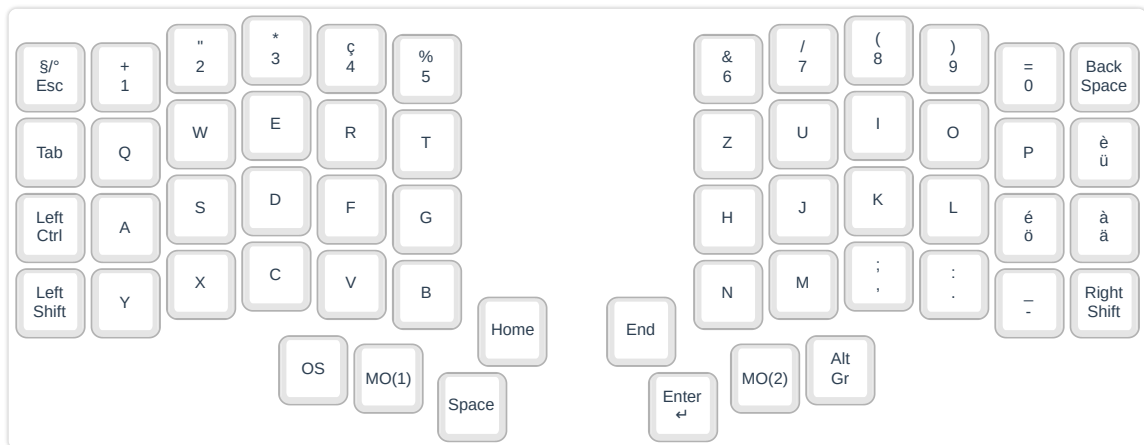 §/°
Esc
+
1
"
2
*
3
ç
4
%
5
&
6
/
7
(
8
)
9
=
0
Back
Space
Tab
Q
W
E
R
T
Z
U
I
O
P
è
ü
Left
Ctrl
A
S
D
F
G
H
J
K
L
é
ö
à
ä
Left
Shift
Y
X
C
V
B
N
M
;
,
:
.
_
-
Right
Shift
Home
End
OS
MO(1)
Space
Enter
↵
MO(2)
Alt
Gr